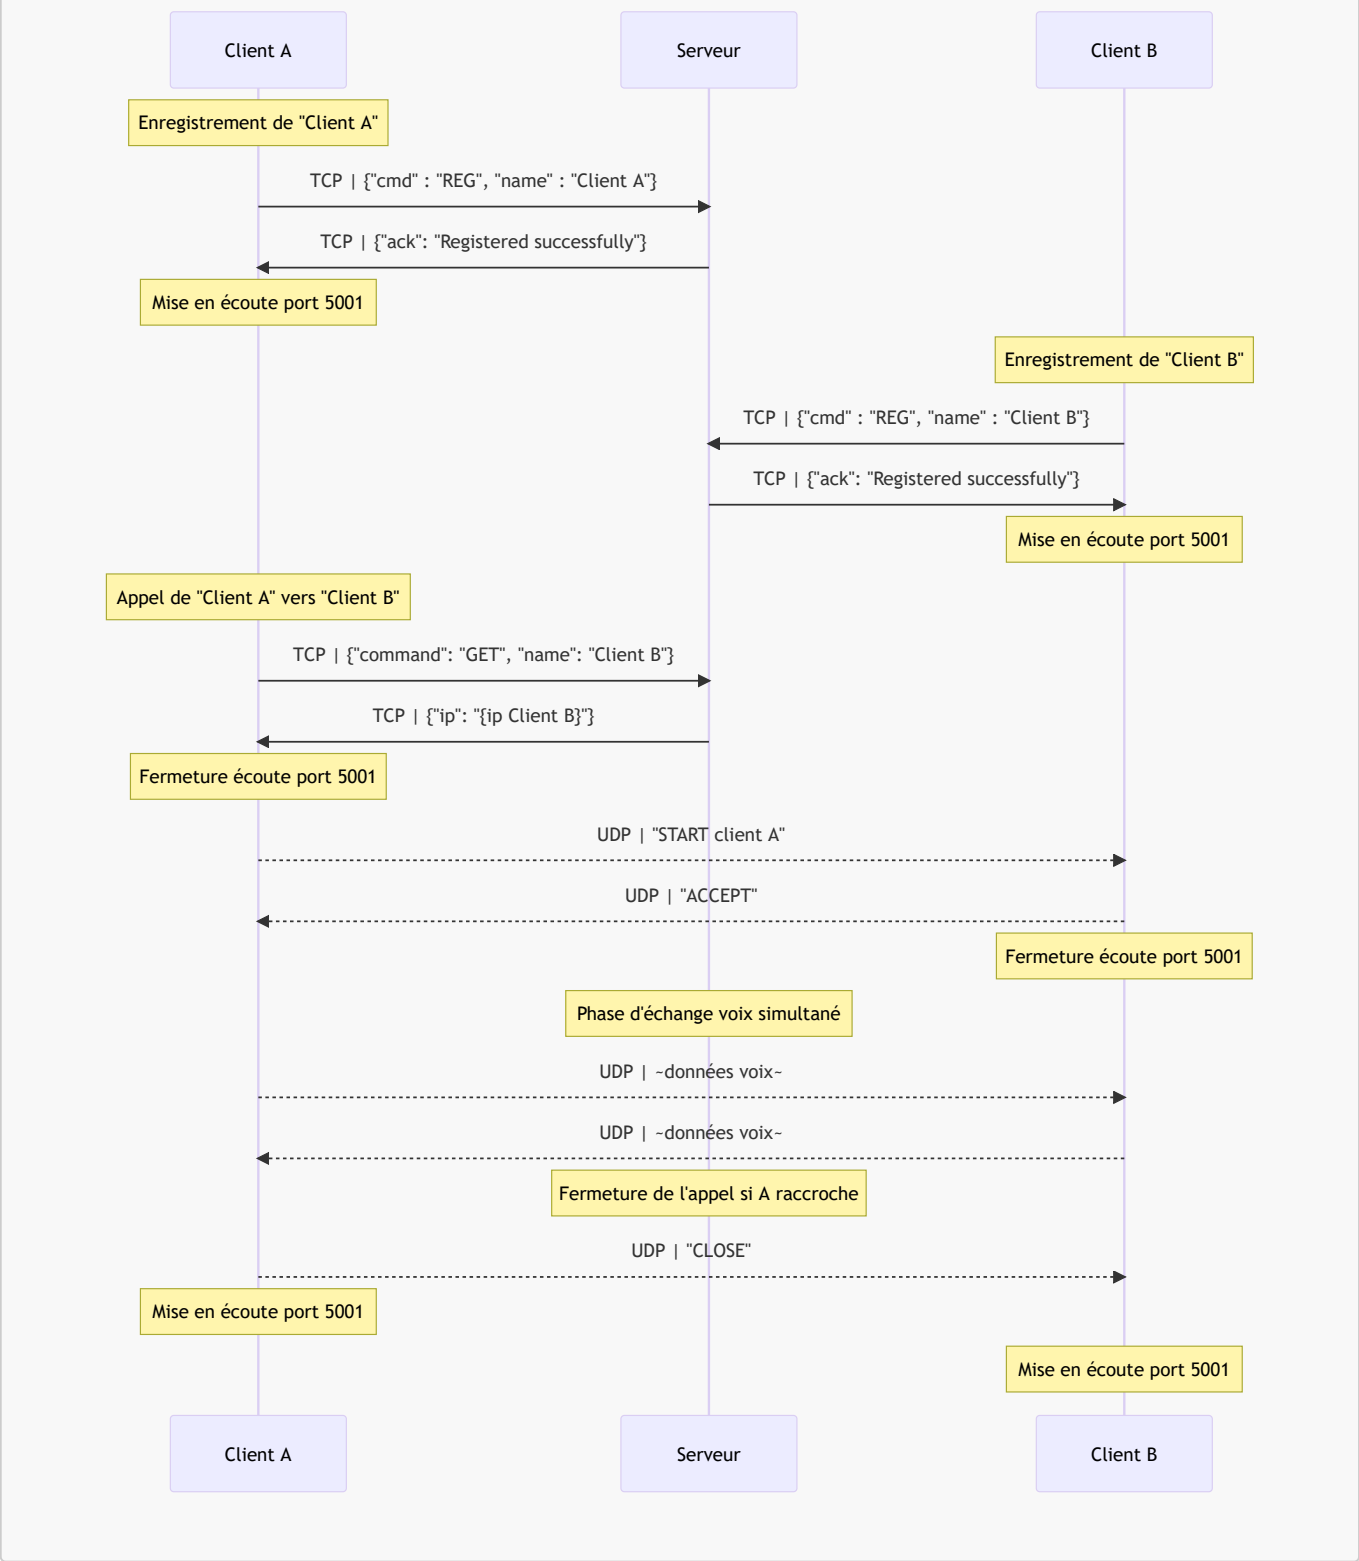 Client A
Serveur
Client B
Enregistrement de "Client A"
TCP | {"cmd" : "REG", "name" : "Client A"}
TCP | {"ack": "Registered successfully"}
Mise en écoute port 5001
Enregistrement de "Client B"
TCP | {"cmd" : "REG", "name" : "Client B"}
TCP | {"ack": "Registered successfully"}
Mise en écoute port 5001
Appel de "Client A" vers "Client B"
TCP | {"command": "GET", "name": "Client B"}
TCP | {"ip": "{ip Client B}"}
Fermeture écoute port 5001
UDP | "START client A"
UDP | "ACCEPT"
Fermeture écoute port 5001
Phase d'échange voix simultané
UDP | ~données voix~
UDP | ~données voix~
Fermeture de l'appel si A raccroche
UDP | "CLOSE"
Mise en écoute port 5001
Mise en écoute port 5001
Client A
Serveur
Client B